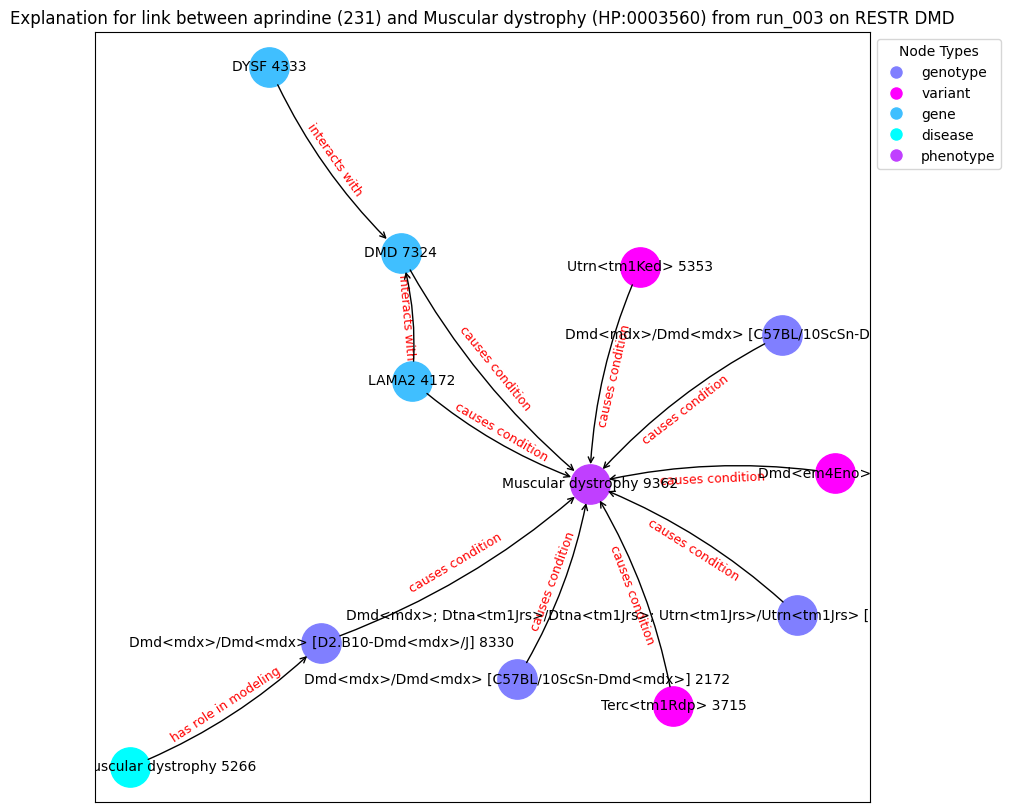 Explanation for link between aprindine (231) and Muscular dystrophy (HP:0003560) from run_003 on RESTR DMD
Node Types
genotype
variant
gene
disease
phenotype
DYSF 4333
interacts with
DMD 7324
interacts with
LAMA2 4172
causes condition
causes condition
Utrn<tm1Ked> 5353
causes condition
Dmd<mdx>/Dmd<mdx> [C57BL/10ScSn-D
causes condition
Dmd<em4Eno>
causes condition
Muscular dystrophy 9362
causes condition
Dmd<mdx>; Dtna<tm1Jrs>/Dtna<tm1Jrs>; Utrn<tm1Jrs>/Utrn<tm1Jrs> [
causes condition
causes condition
causes condition
Dmd<mdx>/Dmd<mdx> [D2.B10-Dmd<mdx>/J] 8330
Dmd<mdx>/Dmd<mdx> [C57BL/10ScSn-Dmd<mdx>] 2172
Terc<tm1Rdp> 3715
has role in modeling
uscular dystrophy 5266